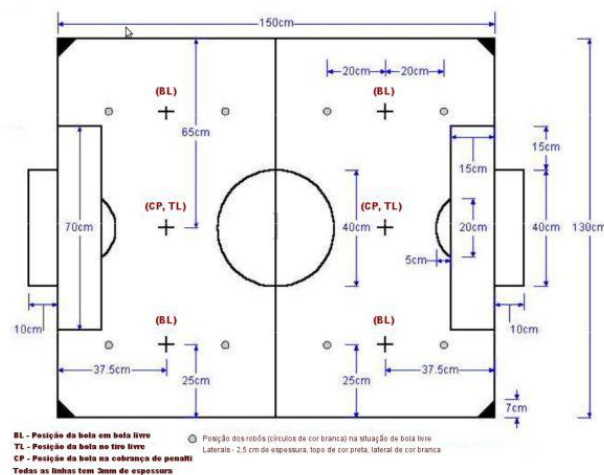 150cm
20cm
20cm
(BL)
(BL)
65cm
15cm
15cm
(CP, TL)
(CP, TL)
70cm
40cm
20cm
40cm
130cm
5cm
10cm
10cm
(BL)
(BL)
37.5cm
25cm
25cm
37.5cm
7cm
BL - Posição da bola em bola livre
TL - Posição da bola no tiro livre
CP - Posição da bola na cobrança de penalti
Todas as linhas tem 3mm de espessura
Posição dos robôs (círculos de cor branca) na situação de bola livre
Laterais - 2,5 cm de espessura, topo de cor preta, lateral de cor branca